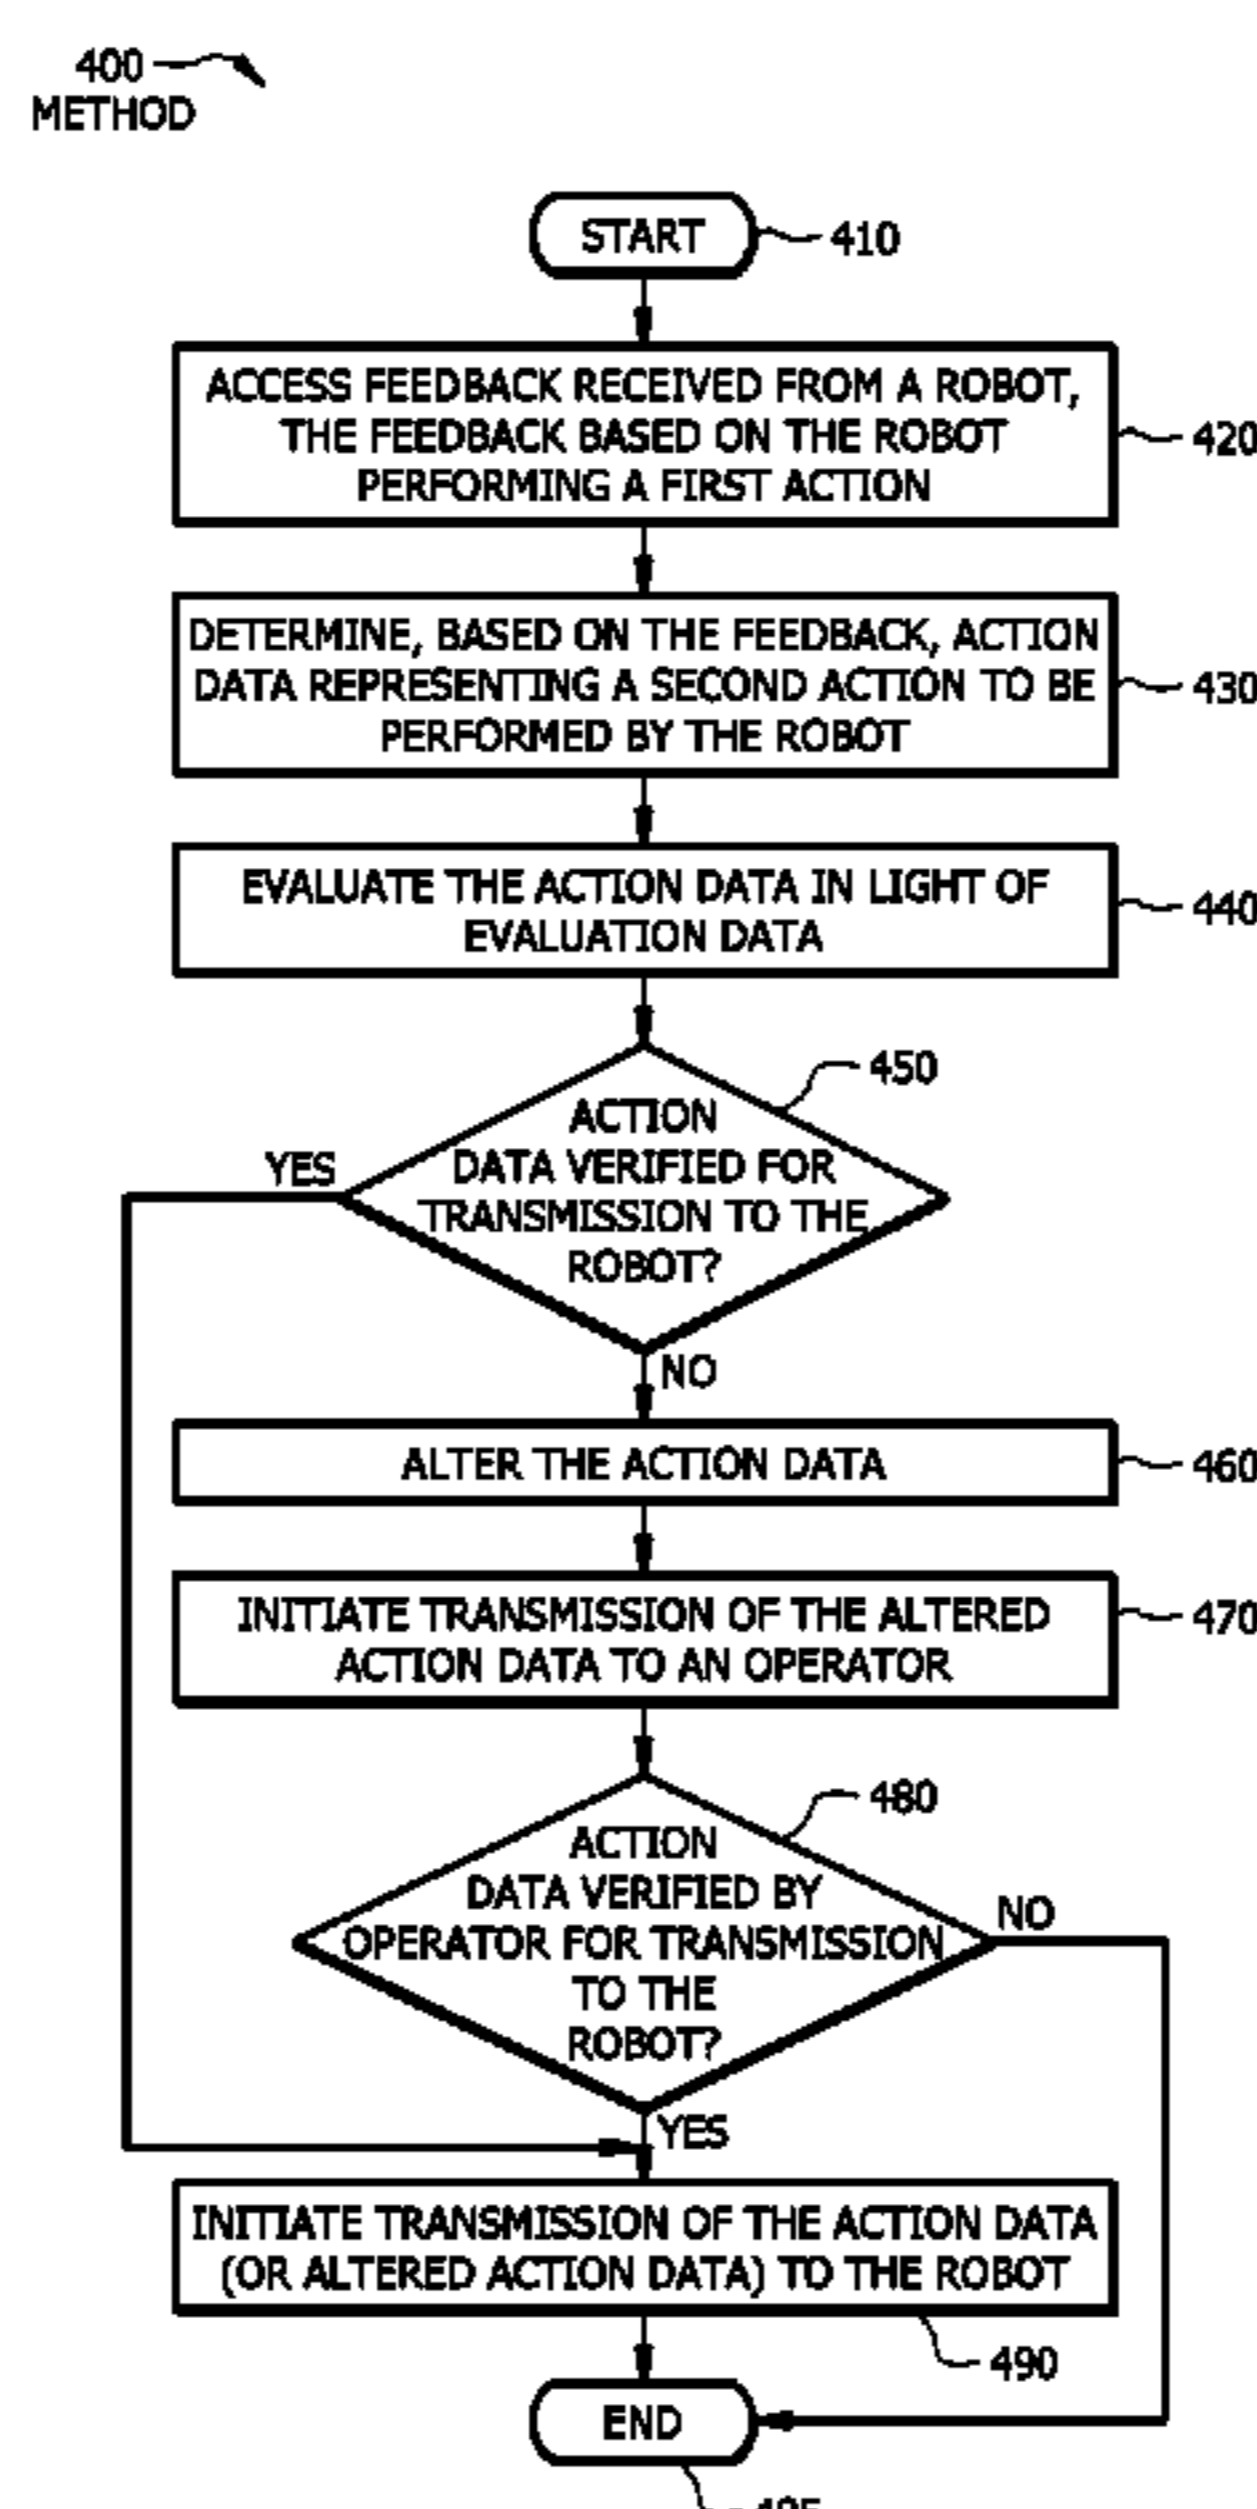 400
METHOD
START
410
ACCESS FEEDBACK RECEIVED FROM A ROBOT,
THE FEEDBACK BASED ON THE ROBOT
PERFORMING A FIRST ACTION
420
DETERMINE, BASED ON THE FEEDBACK, ACTION
DATA REPRESENTING A SECOND ACTION TO BE
PERFORMED BY THE ROBOT
430
EVALUATE THE ACTION DATA IN LIGHT OF
EVALUATION DATA
440
450
ACTION
DATA VERIFIED FOR
TRANSMISSION TO THE
ROBOT?
YES
NO
ALTER THE ACTION DATA
460
INITIATE TRANSMISSION OF THE ALTERED
ACTION DATA TO AN OPERATOR
470
480
ACTION
DATA VERIFIED BY
OPERATOR FOR TRANSMISSION
TO THE
ROBOT?
NO
YES
INITIATE TRANSMISSION OF THE ACTION DATA
(OR ALTERED ACTION DATA) TO THE ROBOT
490
END